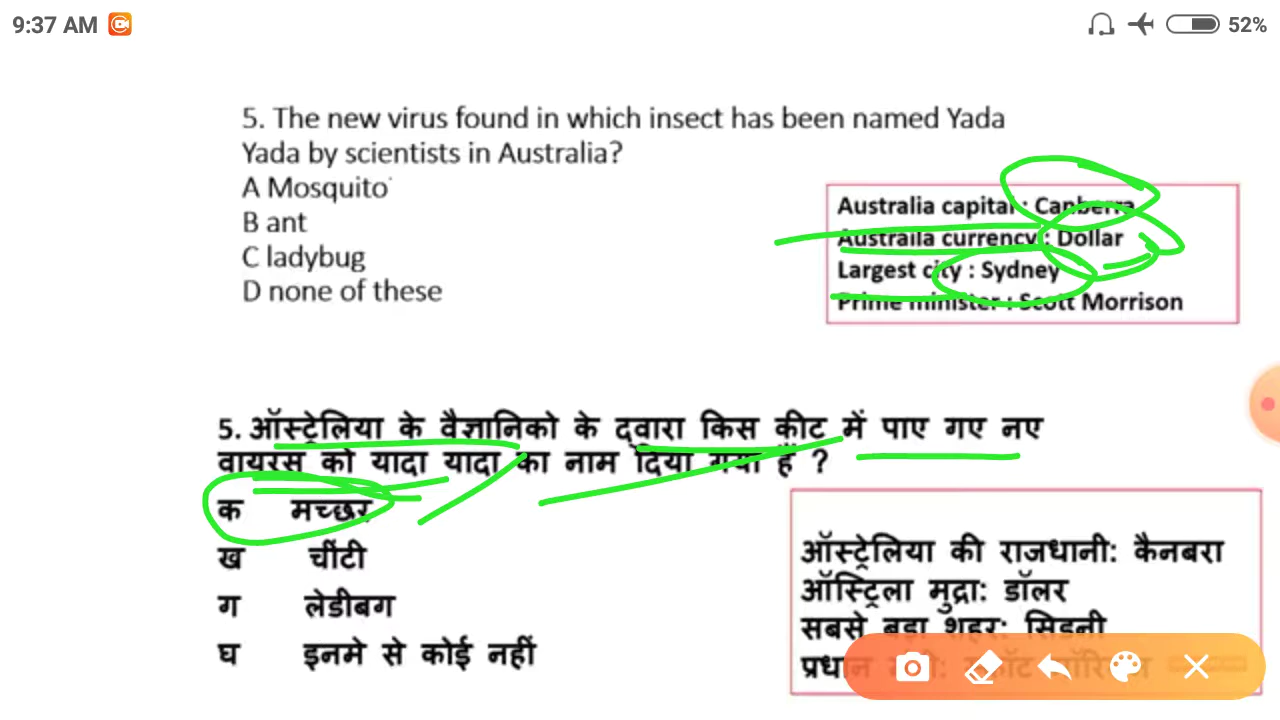 9:37 AM 52%
5. The new virus found in which insect has been named Yada
Yada by scientists in Australia?
A Mosquito
B ant
C ladybug
D none of these
Australia capital : Canberra
Australia currency : Dollar
Largest city : Sydney
Prime minister : Scott Morrison
5. ऑस्ट्रेलिया के वैज्ञानिको के द्वारा किस कीट में पाए गए नए
वायरस को यादा यादा का नाम दिया गया हैं ?
क मच्छर
ख चींटी
ग लेडीबग
घ इनमे से कोई नहीं
ऑस्ट्रेलिया की राजधानी: कैनबरा
ऑस्ट्रिला मुद्रा: डॉलर
सबसे बड़ा शहर: सिडनी